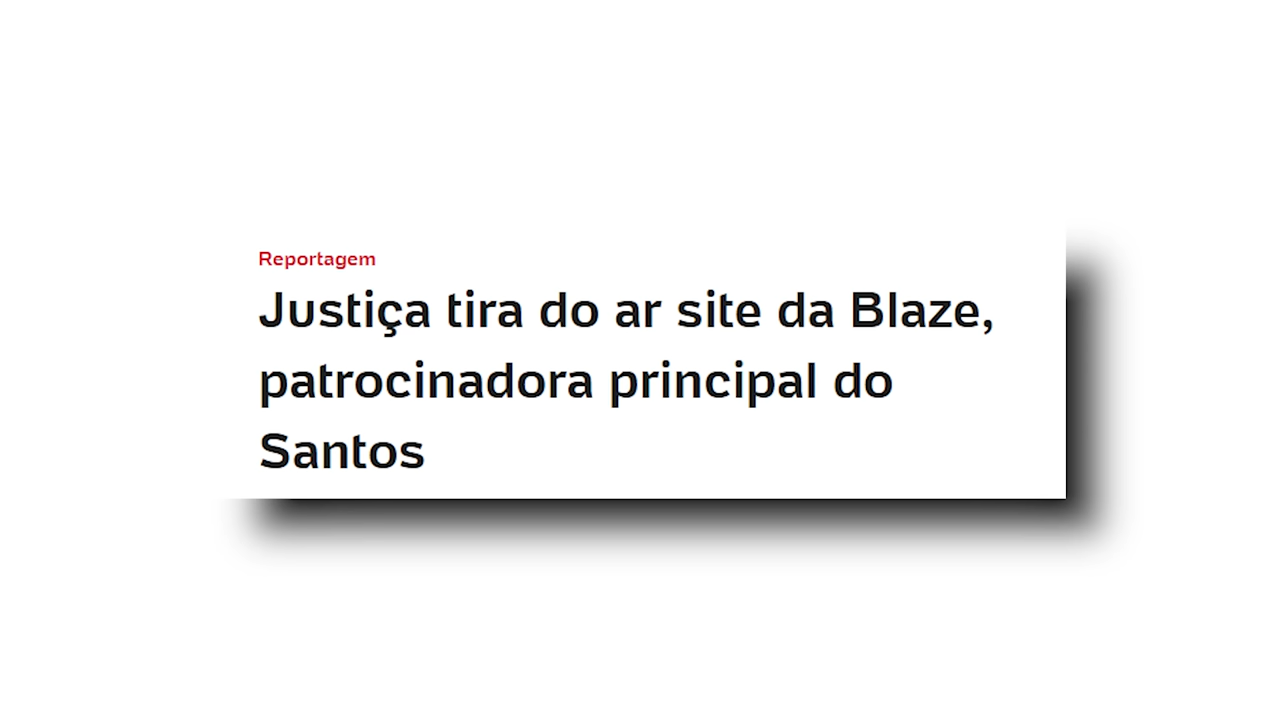 Reportagem
Justiça tira do ar site da Blaze,
patrocinadora principal do
Santos